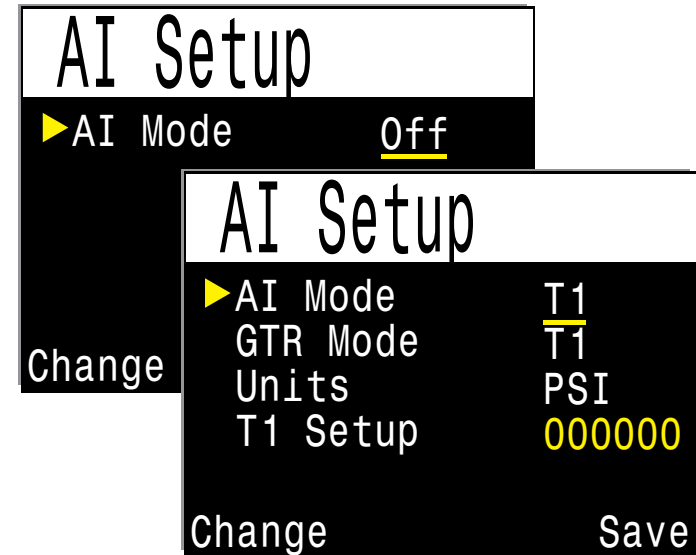 AI Setup
AI Mode Off
Change
AI Setup
AI Mode T1
GTR Mode T1
Units PSI
T1 Setup 000000
Change Save